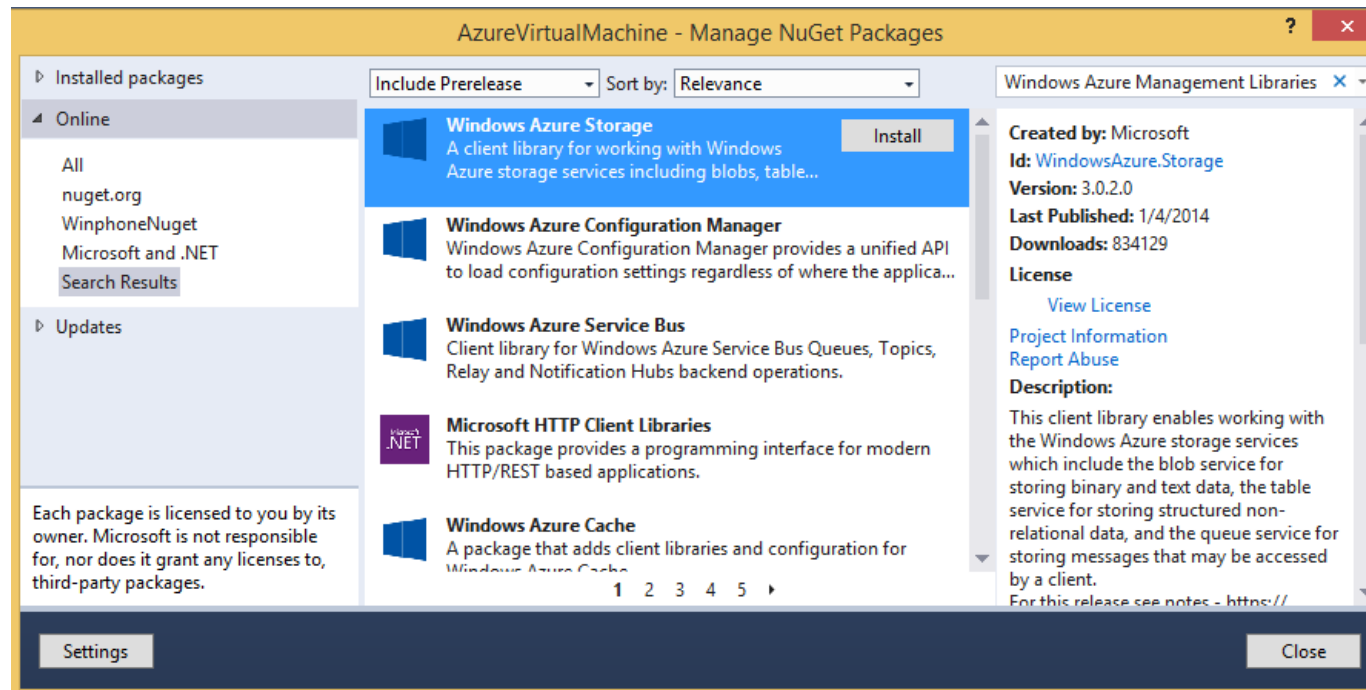 AzureVirtualMachine - Manage NuGet Packages
?
Installed packages
Online
All
nuget.org
WinphoneNuget
Microsoft and .NET
Search Results
Updates
Each package is licensed to you by its
owner. Microsoft is not responsible
for, nor does it grant any licenses to,
third-party packages.
Include Prerelease
Sort by: Relevance
Windows Azure Storage
A client library for working with Windows
Azure storage services including blobs, table...
Install
Windows Azure Configuration Manager
Windows Azure Configuration Manager provides a unified API
to load configuration settings regardless of where the applica...
Windows Azure Service Bus
Client library for Windows Azure Service Bus Queues, Topics,
Relay and Notification Hubs backend operations.
.NET
Microsoft HTTP Client Libraries
This package provides a programming interface for modern
HTTP/REST based applications.
Windows Azure Cache
A package that adds client libraries and configuration for
Windows Azure Cache
1 2 3 4 5
Windows Azure Management Libraries
Created by: Microsoft
Id: WindowsAzure.Storage
Version: 3.0.2.0
Last Published: 1/4/2014
Downloads: 834129
License
View License
Project Information
Report Abuse
Description:
This client library enables working with
the Windows Azure storage services
which include the blob service for
storing binary and text data, the table
service for storing structured non-
relational data, and the queue service for
storing messages that may be accessed
by a client.
For this release see notes - https://
Settings
Close